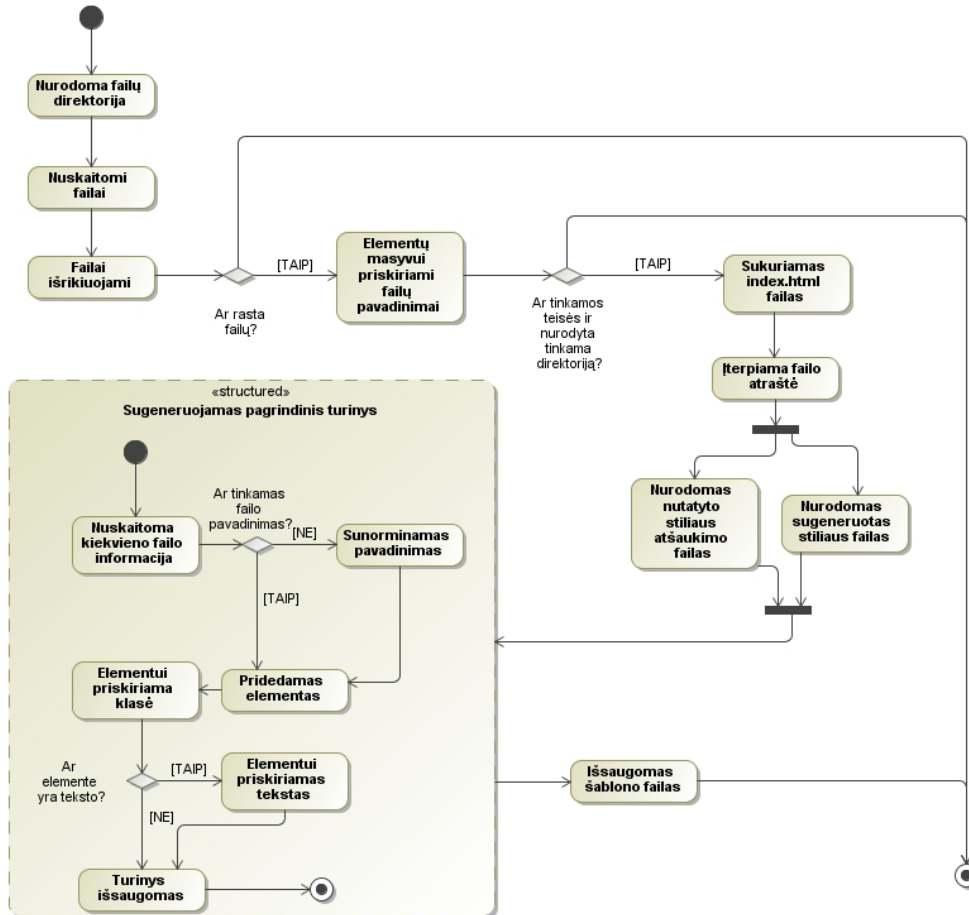 Nurodoma failų
direktorija
Nuskaitomi
failai
Failai
išrikiuojami
[TAIP]
Ar rasta
failų?
Elementų
masyvui
priskiriami
failų
pavadinimai
[TAIP]
Ar tinkamos
teisės ir
nurodyta
tinkama
direktoriją?
Sukuriamas
index.html
failas
Įterpiama failo
atraštė
Nurodomas
nutatyto
stiliaus
atšaukimo
failas
Nurodomas
sugeneruotas
stiliaus failas
«structured»
Sugeneruojamas pagrindinis turinys
Nuskaitoma
kiekvieno failo
informacija
Ar tinkamas
failo
pavadinimas?
[NE]
Sunorminamas
pavadinimas
[TAIP]
Pridedamas
elementas
Elementui
priskiriama
klasė
Ar
elemente
yra teksto?
[TAIP]
Elementui
priskiriamas
tekstas
[NE]
Turinys
išsaugomas
Išsaugomas
šablono failas